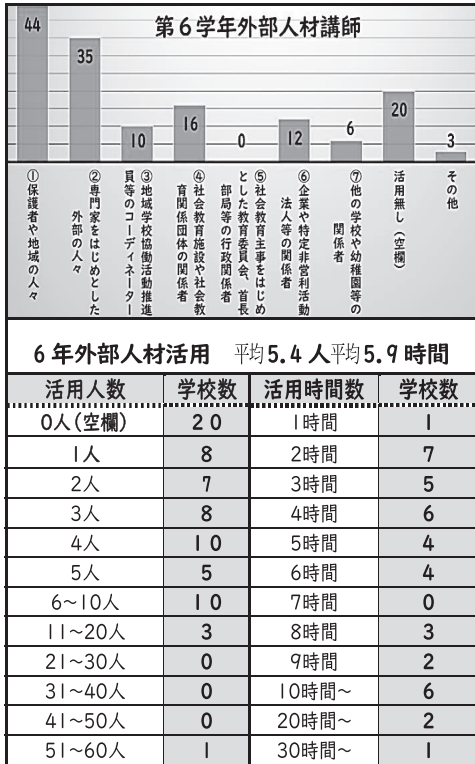 第6学年外部人材講師
44
35
10
16
0
12
6
20
3
①保護者や地域の人々
②専門家をはじめとした
外部の人々
③地域学校協働活動推進
員等のコーディネーター
④社会教育施設や社会教
育関係団体の関係者
⑤社会教育主事をはじめ
とした教育委員会、首長
部局等の行政関係者
⑥企業や特定非営利活動
法人等の関係者
⑦他の学校や幼稚園等の
関係者
活用無し(空欄)
その他
6年外部人材活用 平均5.4人平均5.9時間
活用人数 学校数 活用時間数 学校数
0人(空欄) 20 1時間 1
1人 8 2時間 7
2人 7 3時間 5
3人 8 4時間 6
4人 10 5時間 4
5人 5 6時間 4
6~10人 10 7時間 0
11~20人 3 8時間 3
21~30人 0 9時間 2
31~40人 0 10時間~ 6
41~50人 0 20時間~ 2
51~60人 1 30時間~ 1